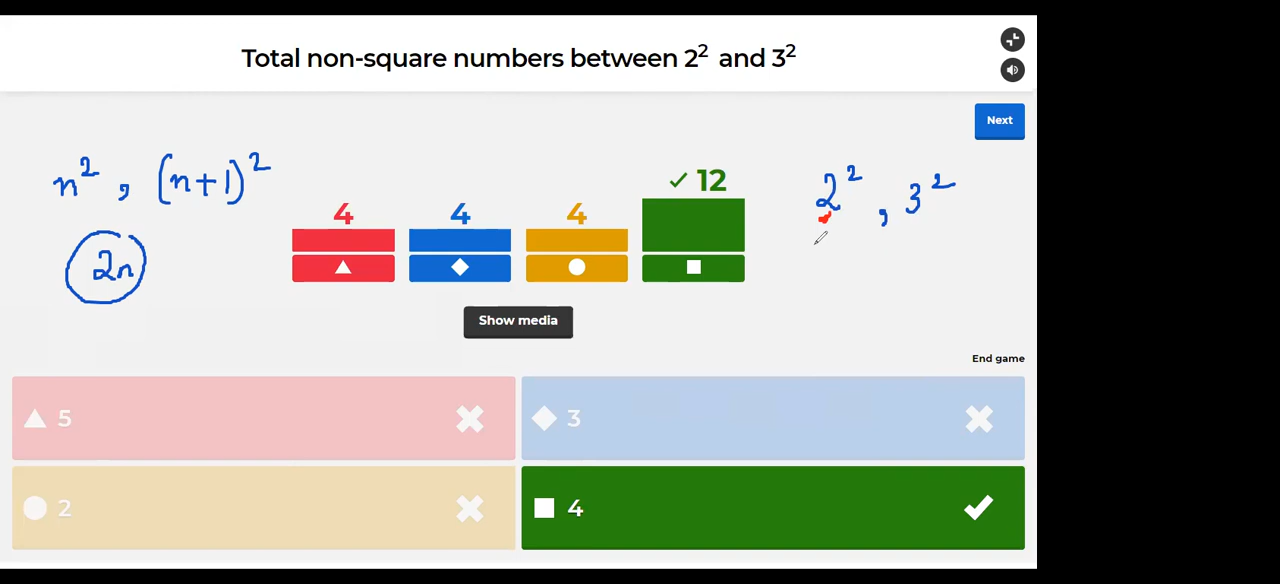 Total non-square numbers between 2² and 3²
Next
n² , (n+1)²
2n
4
4
4
12
2² , 3²
Show media
End game
5
3
2
4